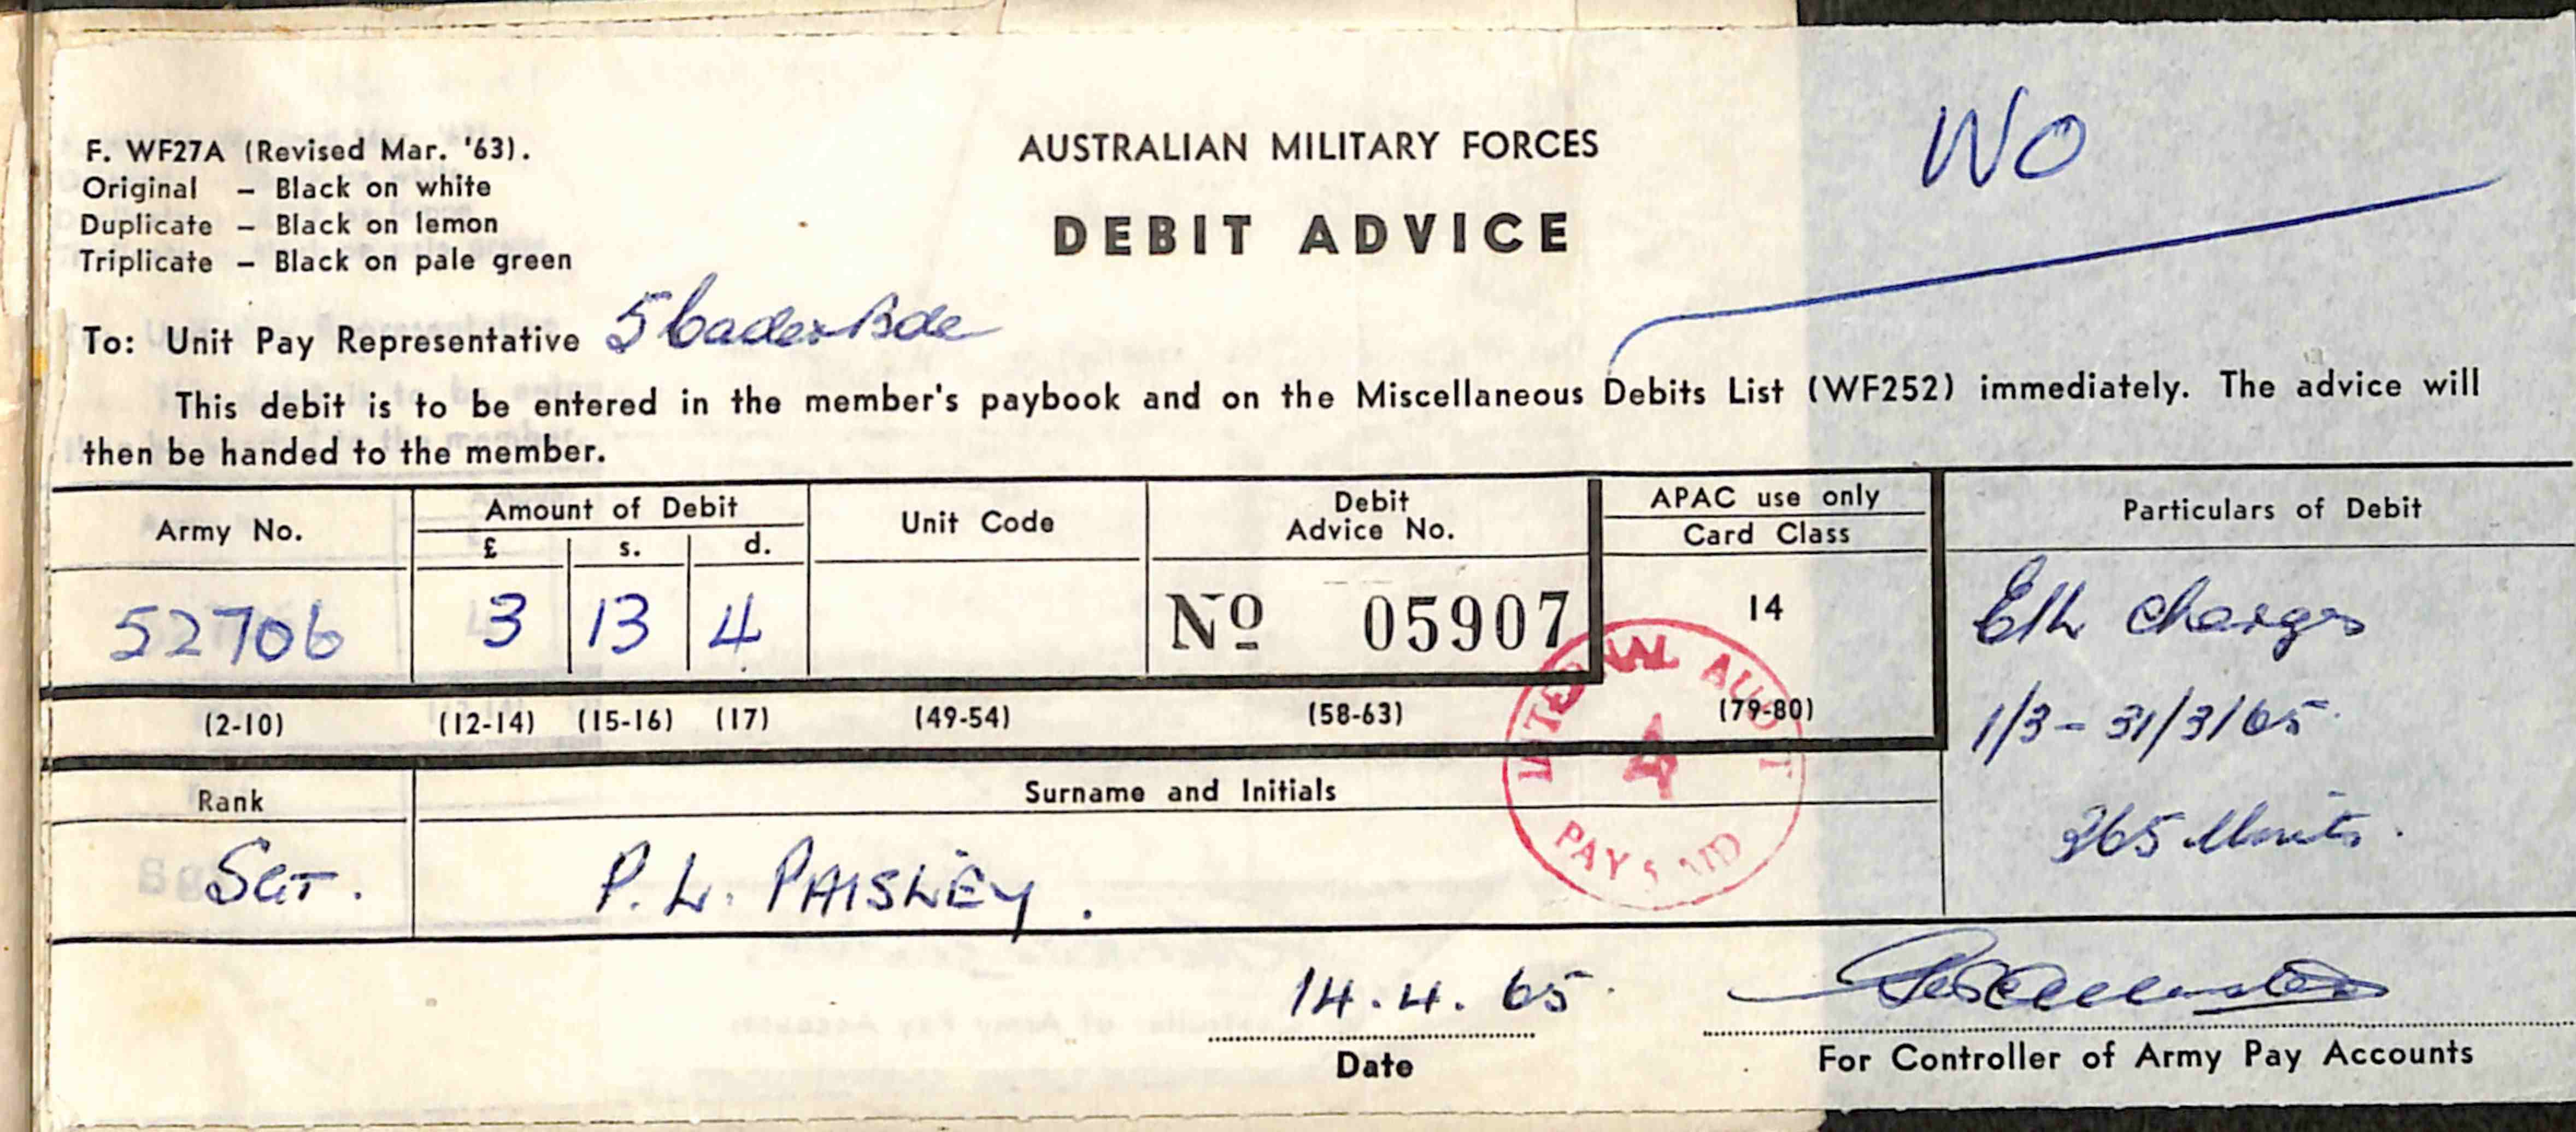 WO
F. WF27A (Revised Mar. '63).
Original – Black on white
Duplicate – Black on lemon
Triplicate – Black on pale green
AUSTRALIAN MILITARY FORCES
DEBIT ADVICE
To: Unit Pay Representative 5 Cadet Bde
This debit is to be entered in the member's paybook and on the Miscellaneous Debits List (WF252) immediately. The advice will
then be handed to the member.
Army No. Amount of Debit Unit Code Debit Advice No. APAC use only Particulars of Debit
£ s. d. Card Class
52706 3 13 4 Nº 05907 14 charges
1/3 - 31/3/65.
(2-10) (12-14) (15-16) (17) (49-54) (58-63) (79-80)
265 Units.
INTERNAL AUDIT
4
PAY 5 MD
Rank Surname and Initials
SGT. P. L. PAISLEY.
14.4.65.
Date
For Controller of Army Pay Accounts